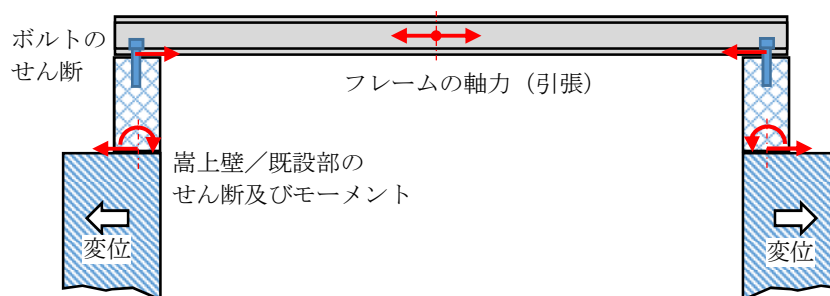 ボルトの
せん断
フレームの軸力（引張）
嵩上壁／既設部の
せん断及びモーメント
変位
変位